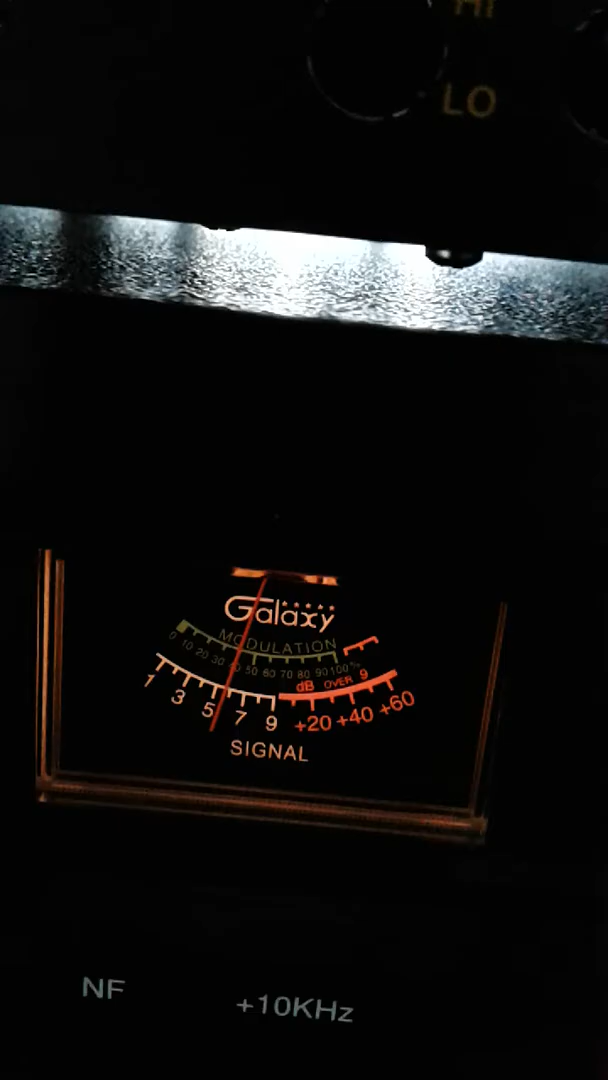 HI
LO
Galaxy
MODULATION
0 10 20 30 40 50 60 70 80 90 100 %
dB OVER 9
1 3 5 7 9 +20 +40 +60
SIGNAL
NF +10KHz